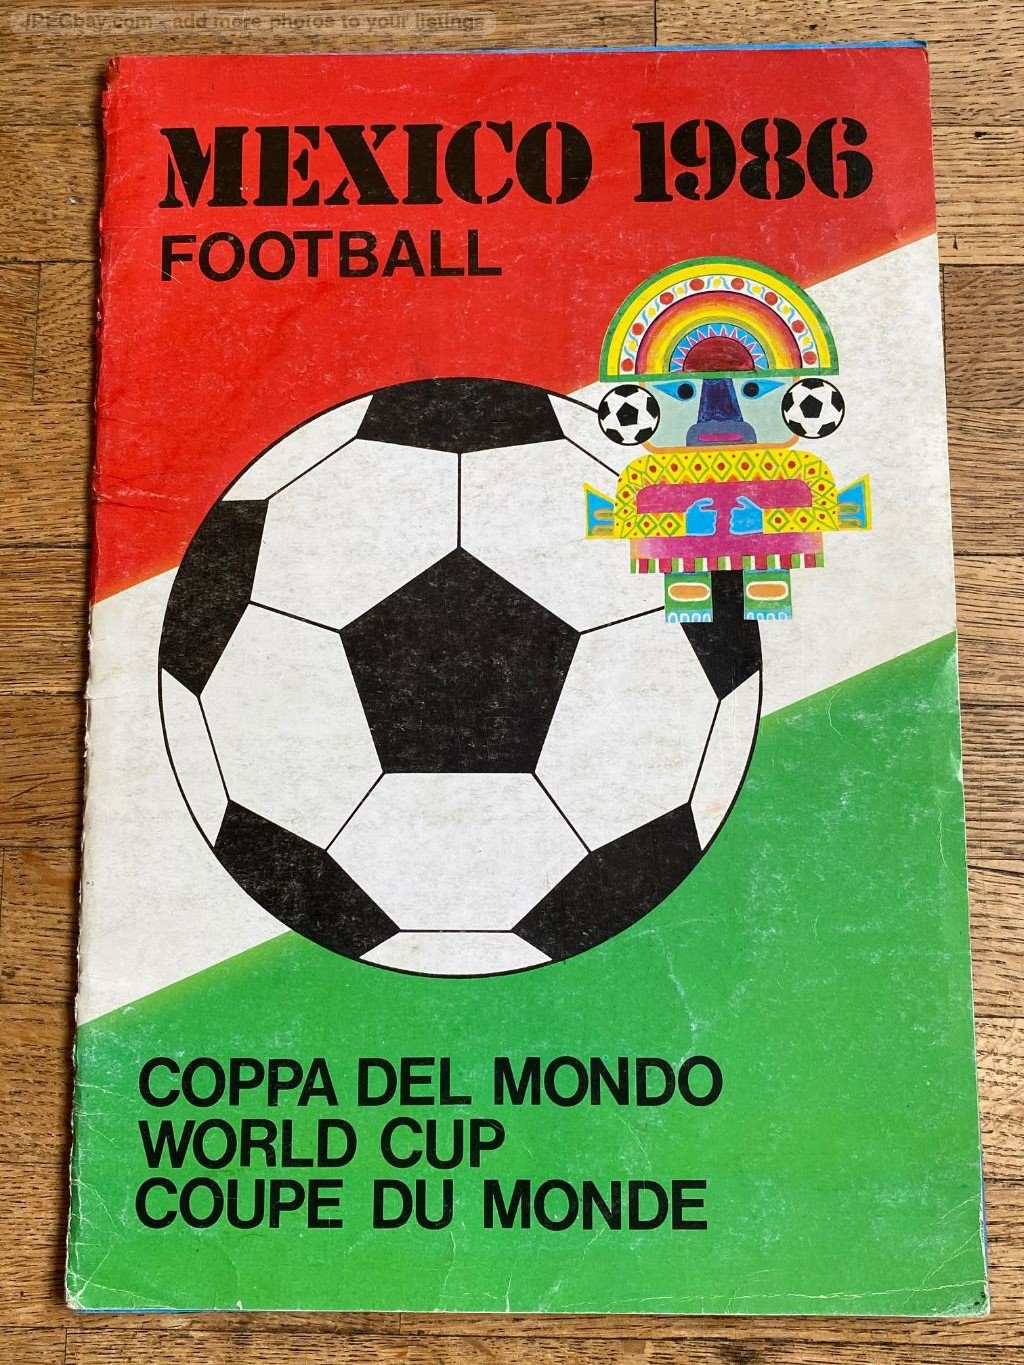 JPEGbay.com - add more photos to your listings
MEXICO 1986
FOOTBALL
COPPA DEL MONDO
WORLD CUP
COUPE DU MONDE